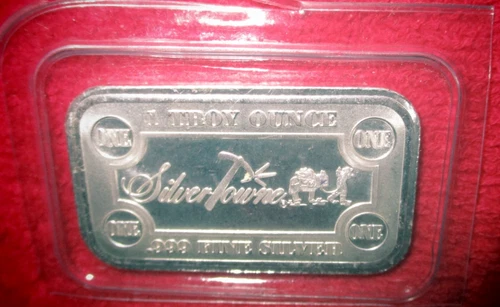 1 TROY OUNCE
ONE ONE
SilverTowne
ONE ONE
.999 FINE SILVER